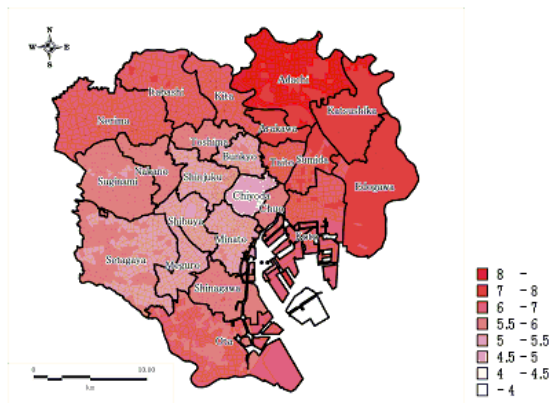 N
W E
S
Adachi
Itabashi
Kita
Katsushika
Nerima
Arakawa
Toshima
Bunkyo
Taito
Sumida
Nakano
Suginami
Shinjuku
Edogawa
Chiyoda
Chuo
Shibuya
Koto
Minato
Setagaya
Meguro
Shinagawa
Ota
8 -
7 - 8
6 - 7
5.5 - 6
5 - 5.5
4.5 - 5
4 - 4.5
- 4
0 10.00
km